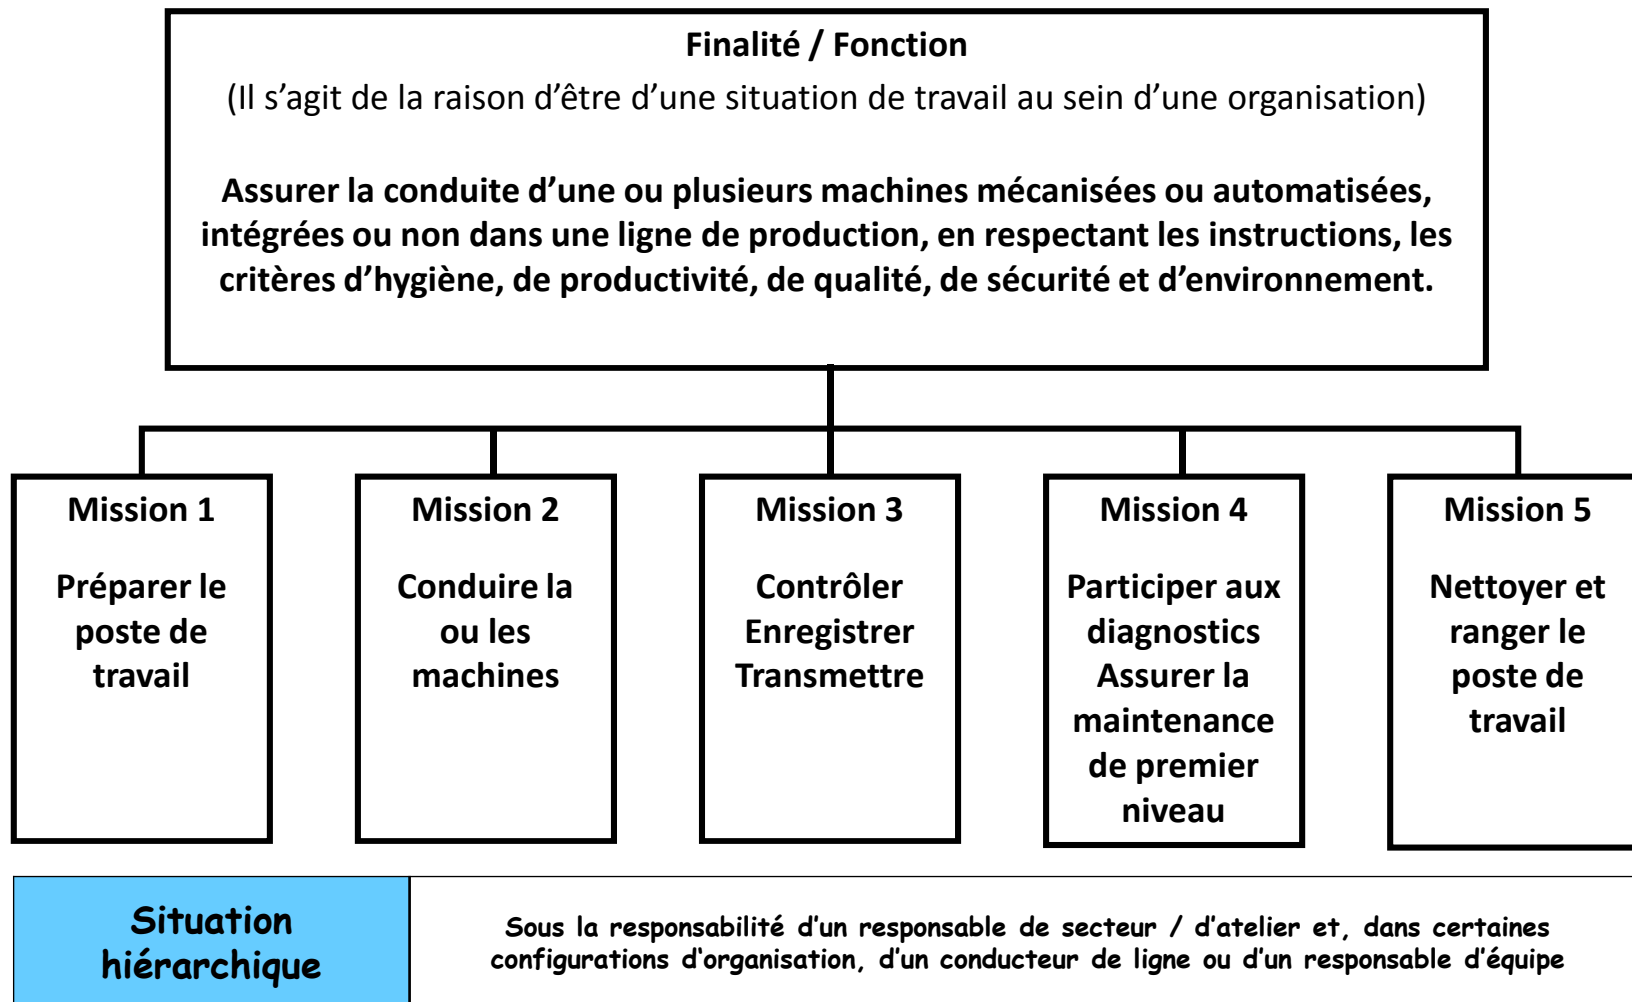 Finalité / Fonction
(Il s’agit de la raison d’être d’une situation de travail au sein d’une organisation)
Assurer la conduite d’une ou plusieurs machines mécanisées ou automatisées,
intégrées ou non dans une ligne de production, en respectant les instructions, les
critères d’hygiène, de productivité, de qualité, de sécurité et d’environnement.
Mission 1
Préparer le
poste de
travail
Mission 2
Conduire la
ou les
machines
Mission 3
Contrôler
Enregistrer
Transmettre
Mission 4
Participer aux
diagnostics
Assurer la
maintenance
de premier
niveau
Mission 5
Nettoyer et
ranger le
poste de
travail
Situation
hiérarchique
Sous la responsabilité d’un responsable de secteur / d’atelier et, dans certaines
configurations d‘organisation, d’un conducteur de ligne ou d’un responsable d’équipe